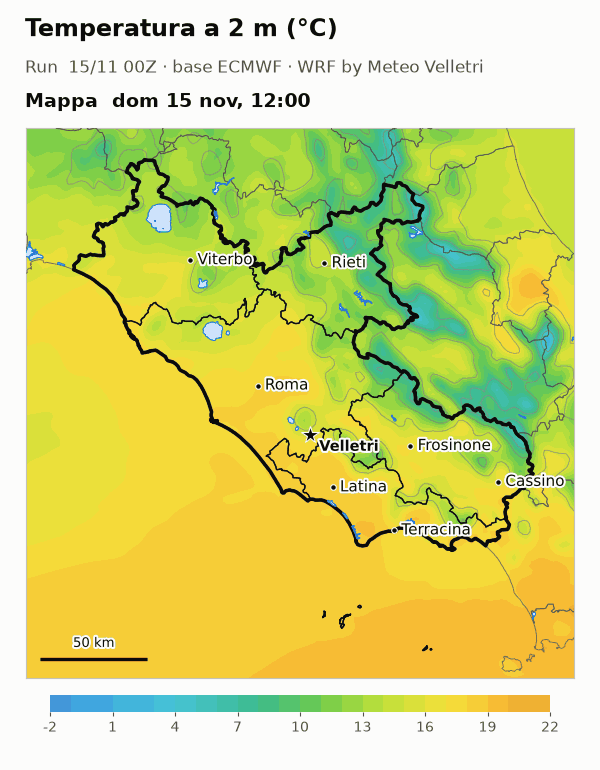 Temperatura a 2 m (°C)
Run  15/11 00Z · base ECMWF · WRF by Meteo Velletri
Mappa  dom 15 nov, 12:00
Viterbo
Rieti
Roma
Velletri
Frosinone
Cassino
Latina
Terracina
50 km
-2 1 4 7 10 13 16 19 22